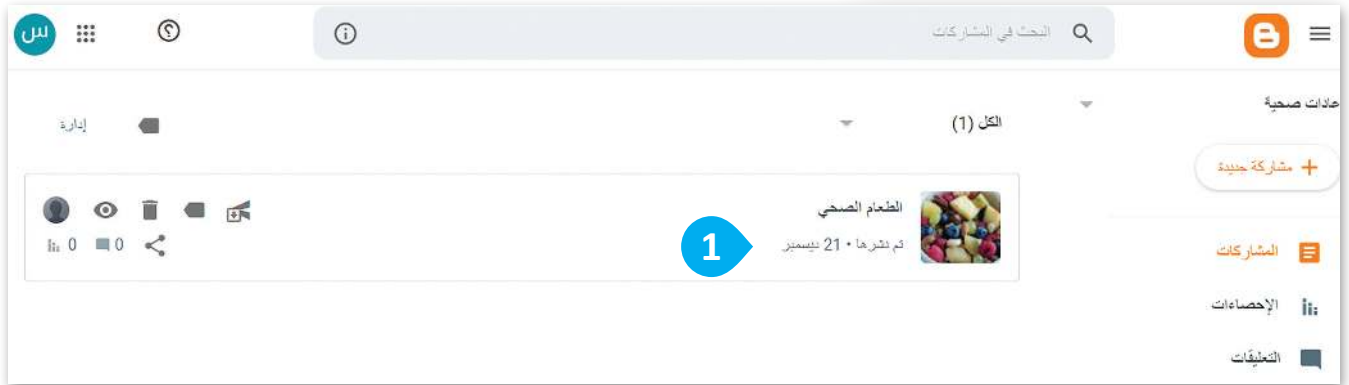 البحث في المشاركات
س
عادات صحية
الكل (1)
إدارة
+ مشاركة جديدة
الطعام الصحي
تم نشرها • 21 ديسمبر
1
0
0
المشاركات
الإحصاءات
التعليقات